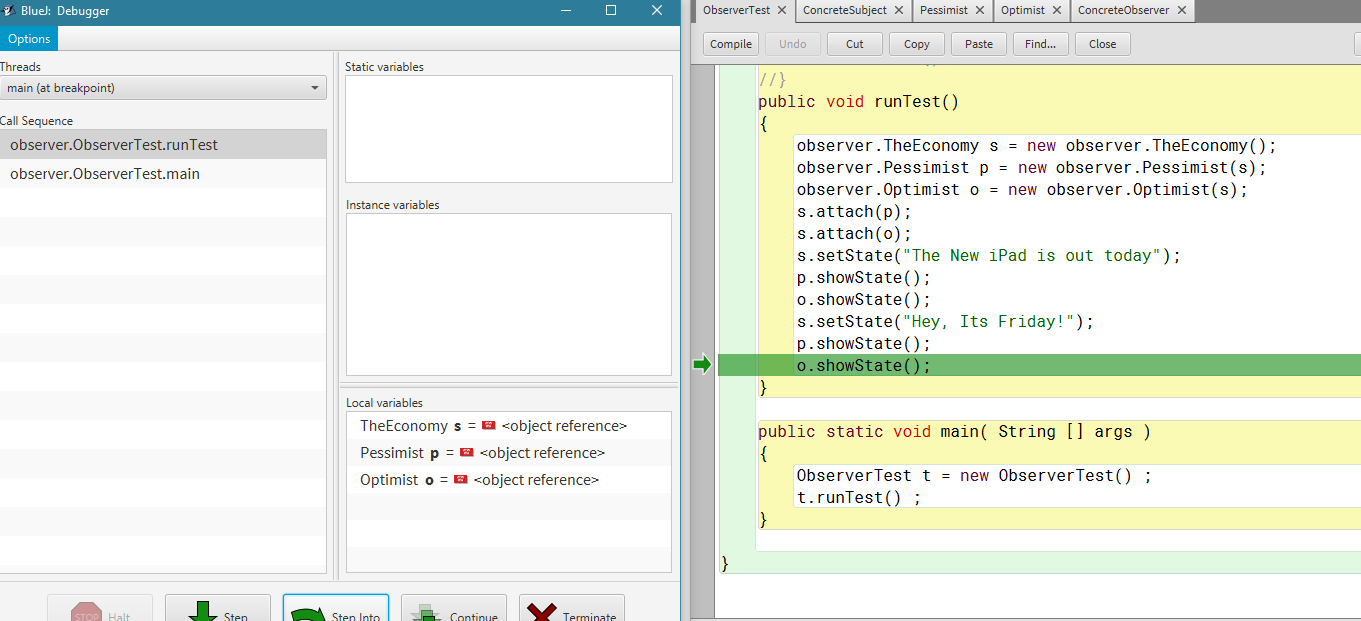 BlueJ: Debugger
Options
Threads
main (at breakpoint)
Call Sequence
observer.ObserverTest.runTest
observer.ObserverTest.main
Static variables
Instance variables
Local variables
TheEconomy s = <object reference>
Pessimist p = <object reference>
Optimist o = <object reference>
STOP Halt
Step
Step Into
Continue
Terminate
ObserverTest
ConcreteSubject
Pessimist
Optimist
ConcreteObserver
Compile
Undo
Cut
Copy
Paste
Find...
Close
//}
public void runTest()
{
observer.TheEconomy s = new observer.TheEconomy();
observer.Pessimist p = new observer.Pessimist(s);
observer.Optimist o = new observer.Optimist(s);
s.attach(p);
s.attach(o);
s.setState("The New iPad is out today");
p.showState();
o.showState();
s.setState("Hey, Its Friday!");
p.showState();
o.showState();
}
public static void main( String [] args )
{
ObserverTest t = new ObserverTest() ;
t.runTest() ;
}
}